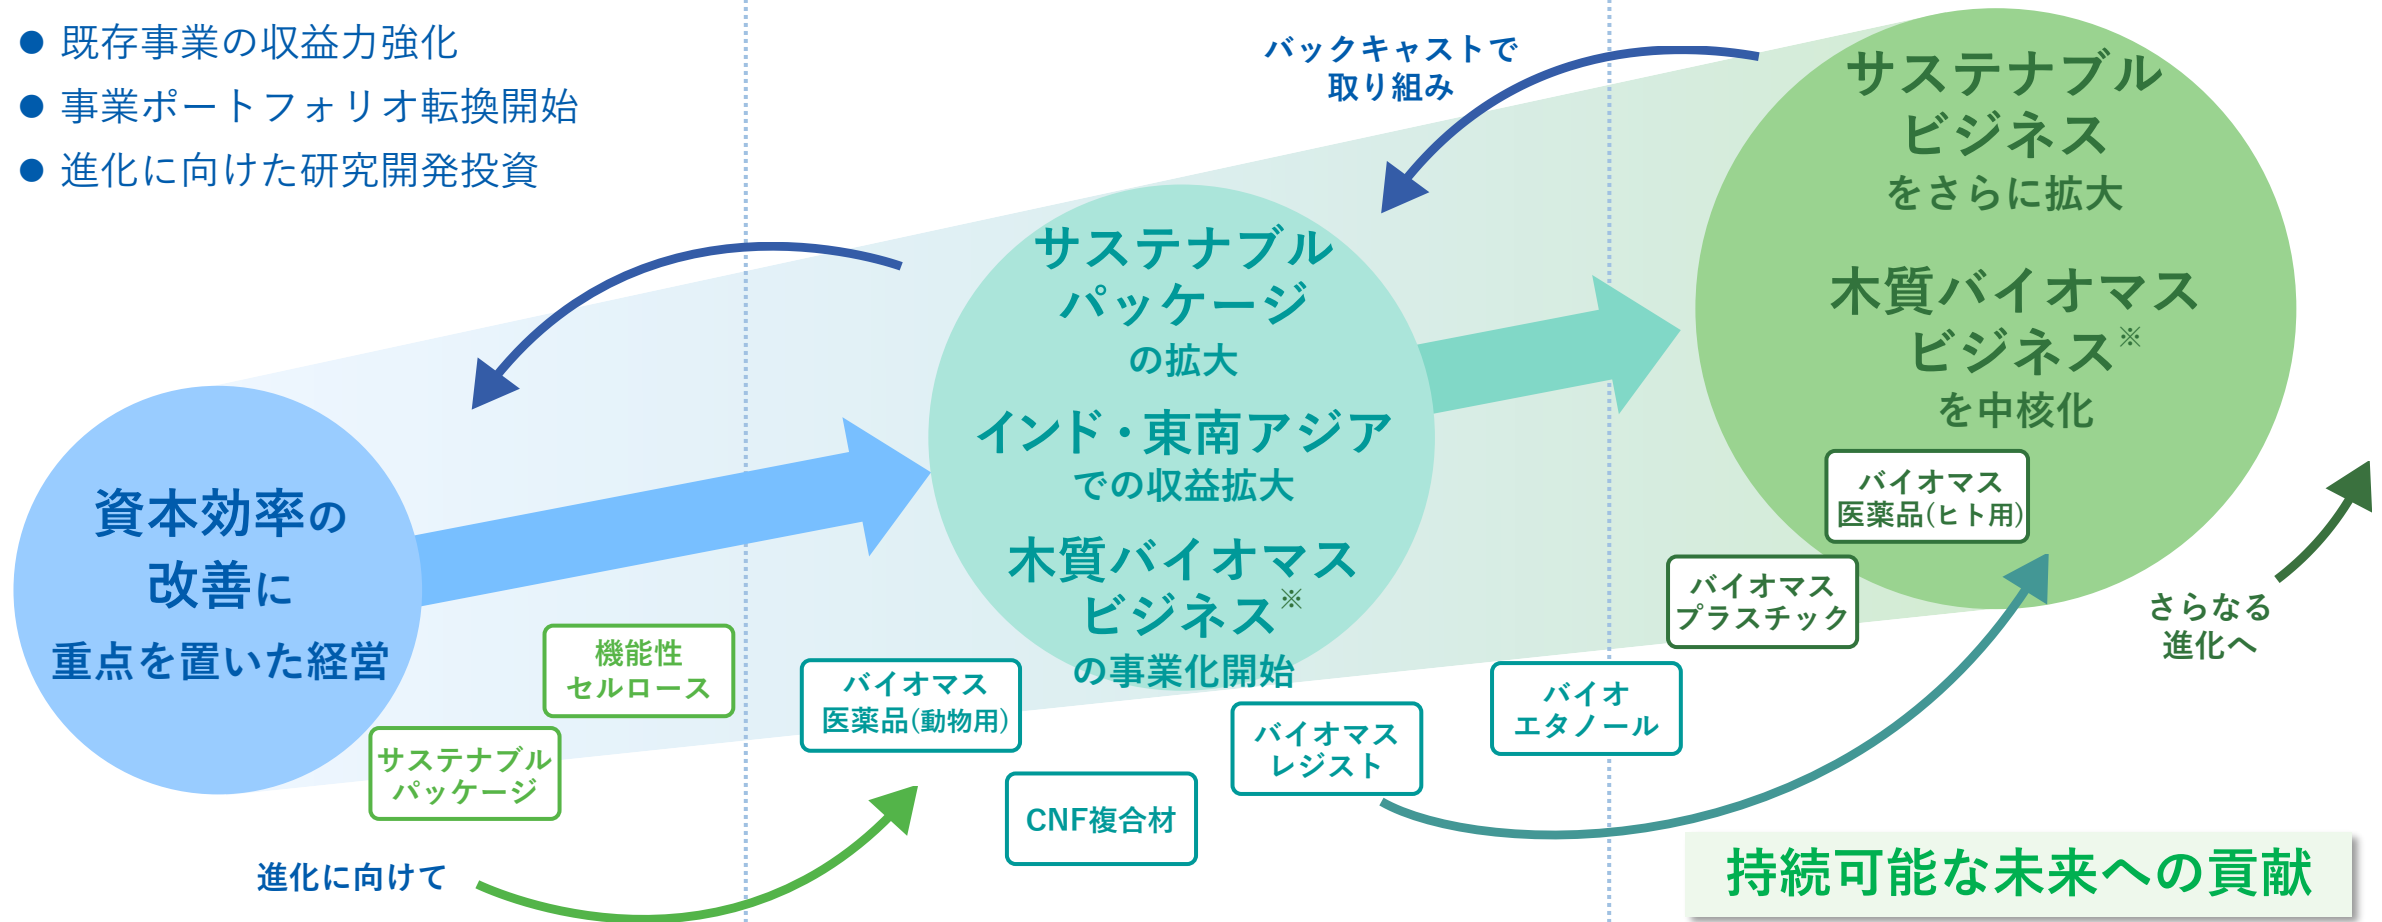 ● 既存事業の収益力強化
● 事業ポートフォリオ転換開始
● 進化に向けた研究開発投資
バックキャストで
取り組み
資本効率の
改善に
重点を置いた経営
サステナブル
パッケージ
の拡大
インド・東南アジア
での収益拡大
木質バイオマス
ビジネス※
の事業化開始
サステナブル
ビジネス
をさらに拡大
木質バイオマス
ビジネス※
を中核化
機能性
セルロース
サステナブル
パッケージ
バイオマス
医薬品(動物用)
CNF複合材
バイオマス
レジスト
バイオ
エタノール
バイオマス
プラスチック
バイオマス
医薬品(ヒト用)
進化に向けて
さらなる
進化へ
持続可能な未来への貢献